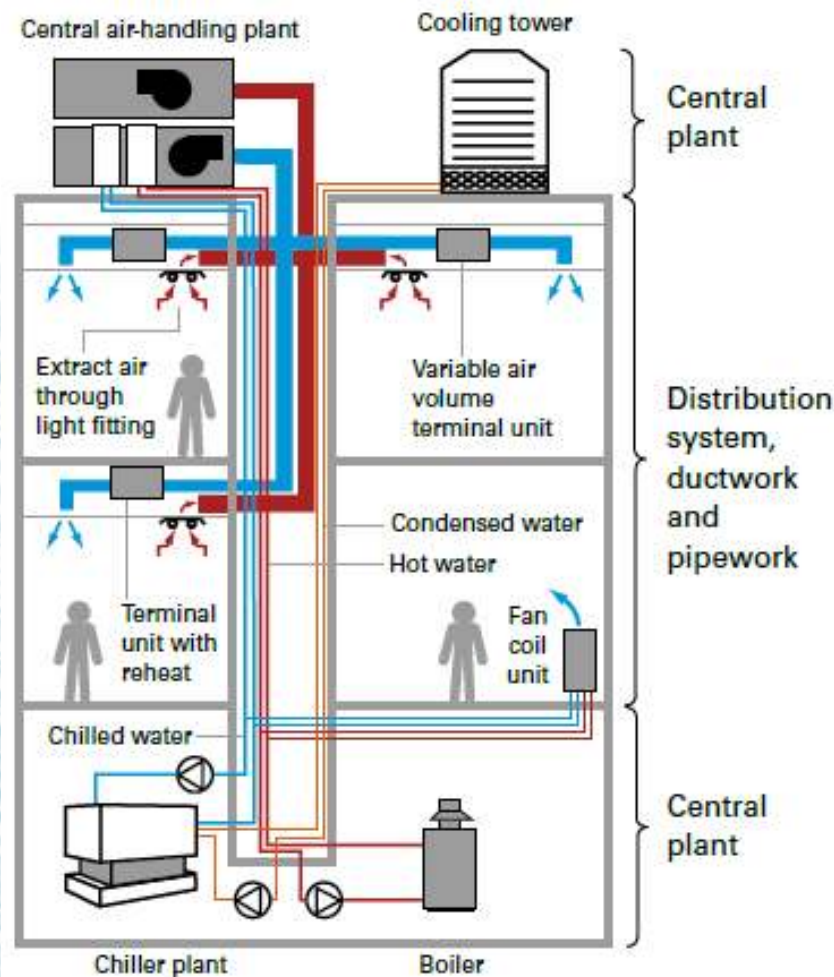 Central air-handling plant
Cooling tower
Central
plant
Extract air
through
light fitting
Variable air
volume
terminal unit
Distribution
system,
ductwork
and
pipework
Condensed water
Hot water
Terminal
unit with
reheat
Fan
coil
unit
Chilled water
Central
plant
Chiller plant
Boiler